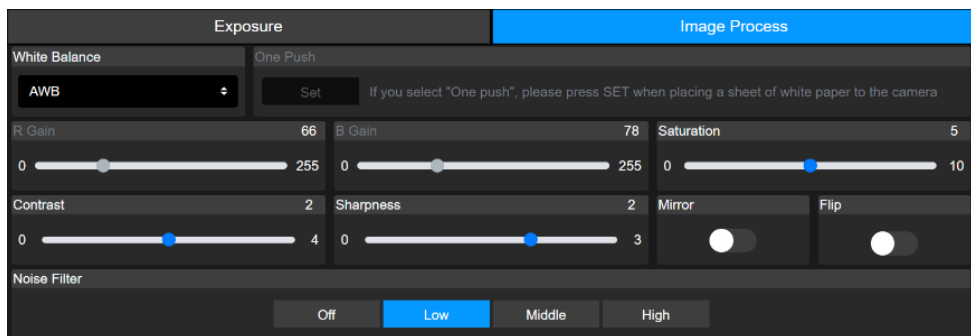 Exposure Image Process
White Balance One Push
AWB Set If you select "One push", please press SET when placing a sheet of white paper to the camera
R Gain 66 B Gain 78 Saturation 5
0 255 0 255 0 10
Contrast 2 Sharpness 2 Mirror Flip
0 4 0 3
Noise Filter
Off Low Middle High